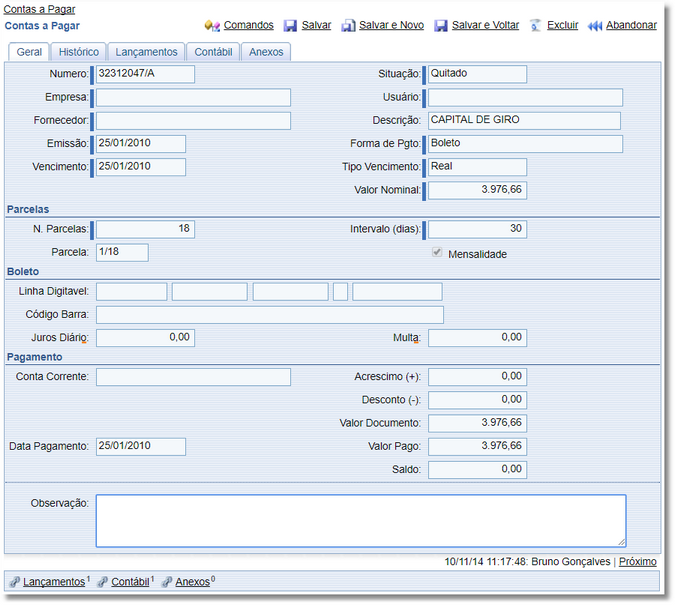 Contas a Pagar
Contas a Pagar Comandos Salvar Salvar e Novo Salvar e Voltar Excluir Abandonar
Geral Histórico Lançamentos Contábil Anexos
Numero: 32312047/A Situação: Quitado
Empresa: Usuário:
Fornecedor: Descrição: CAPITAL DE GIRO
Emissão: 25/01/2010 Forma de Pgto: Boleto
Vencimento: 25/01/2010 Tipo Vencimento: Real
Valor Nominal: 3.976,66
Parcelas
N. Parcelas: 18 Intervalo (dias): 30
Parcela: 1/18 Mensalidade
Boleto
Linha Digitavel:
Código Barra:
Juros Diário: 0,00 Multa: 0,00
Pagamento
Conta Corrente: Acrescimo (+): 0,00
Desconto (-): 0,00
Valor Documento: 3.976,66
Data Pagamento: 25/01/2010 Valor Pago: 3.976,66
Saldo: 0,00
Observação:
10/11/14 11:17:48: Bruno Gonçalves | Próximo
Lançamentos 1 Contábil 1 Anexos 0